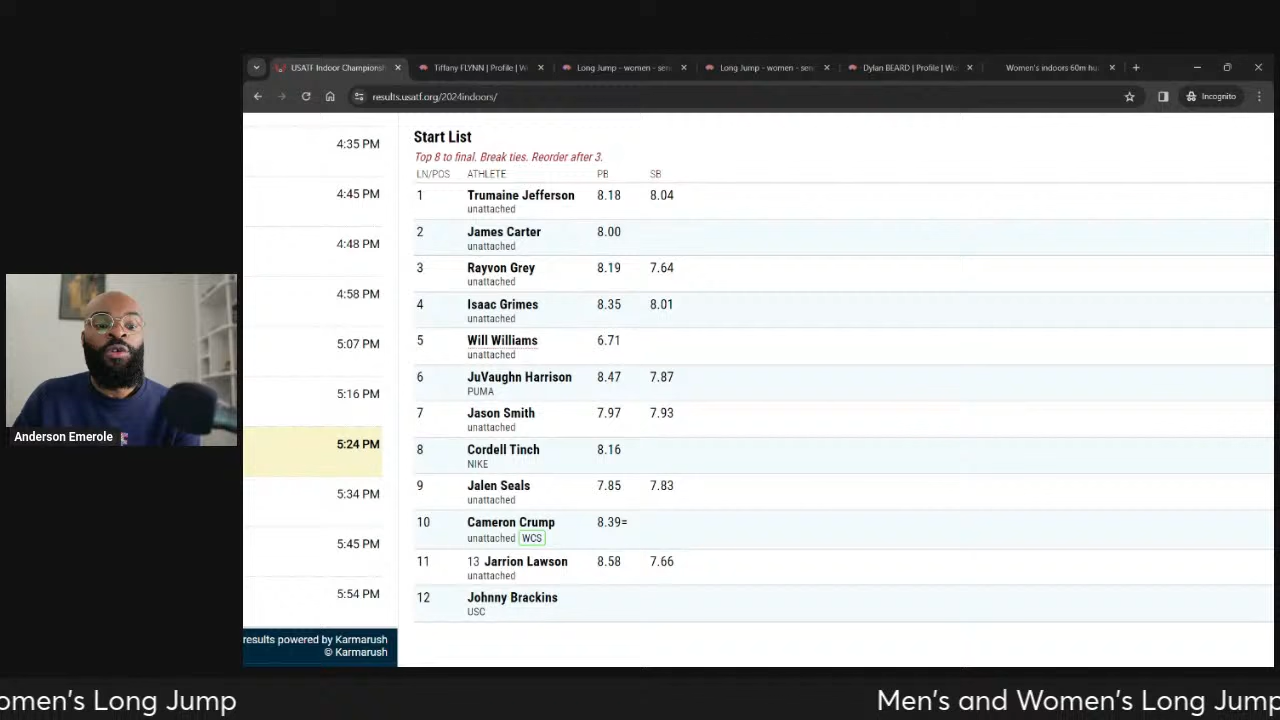 USATF Indoor Championsh
Tiffany FLYNN | Profile | W
Long Jump - women - sen
Long Jump - women - sen
Dylan BEARD | Profile | Wo
Women's indoors 60m hu
results.usatf.org/2024indoors/
Incognito
4:35 PM
4:45 PM
4:48 PM
4:58 PM
5:07 PM
5:16 PM
5:24 PM
5:34 PM
5:45 PM
5:54 PM
results powered by Karmarush
© Karmarush
Start List
Top 8 to final. Break ties. Reorder after 3.
LN/POS ATHLETE PB SB
1 Trumaine Jefferson 8.18 8.04
unattached
2 James Carter 8.00
unattached
3 Rayvon Grey 8.19 7.64
unattached
4 Isaac Grimes 8.35 8.01
unattached
5 Will Williams 6.71
unattached
6 JuVaughn Harrison 8.47 7.87
PUMA
7 Jason Smith 7.97 7.93
unattached
8 Cordell Tinch 8.16
NIKE
9 Jalen Seals 7.85 7.83
unattached
10 Cameron Crump 8.39=
unattached WCS
11 13 Jarrion Lawson 8.58 7.66
unattached
12 Johnny Brackins
USC
Anderson Emerole
omen's Long Jump
Men's and Women's Long Jump